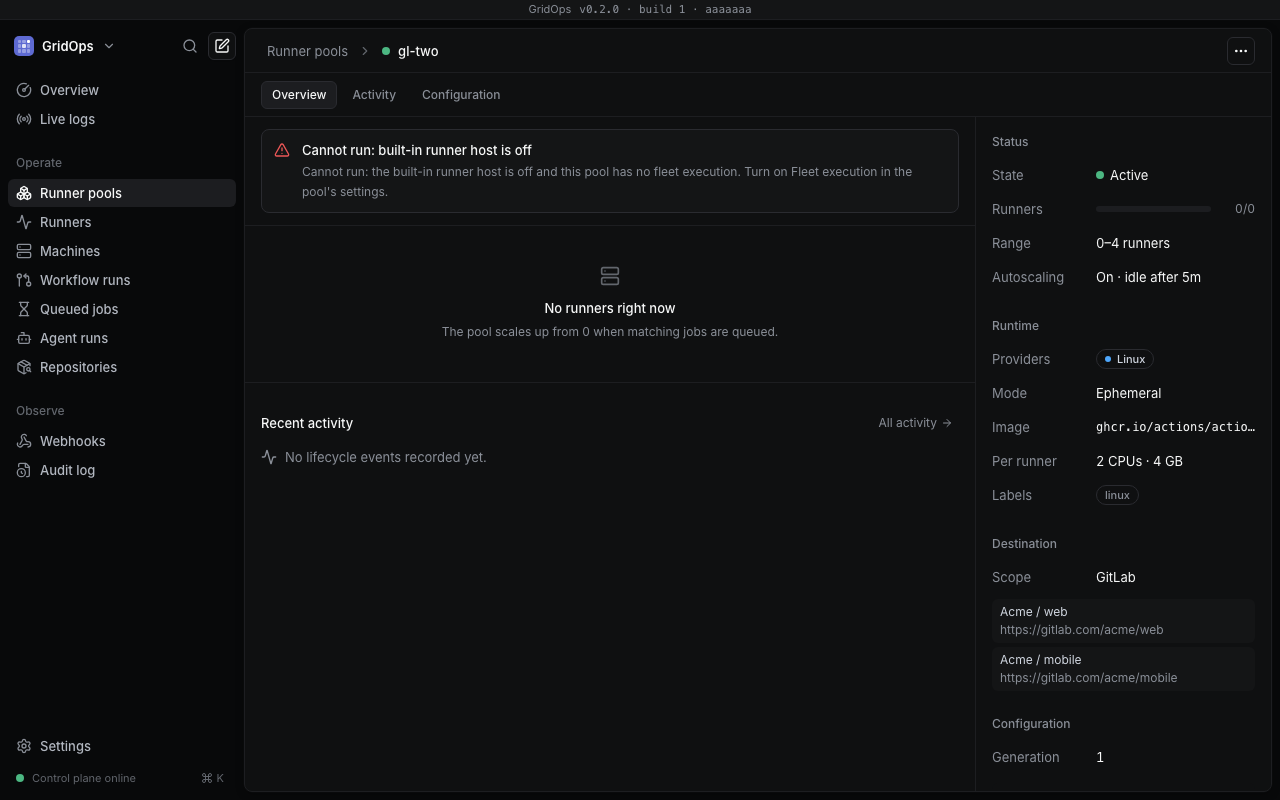 GridOps v0.2.0 · build 1 · aaaaaaa
GridOps
Overview
Live logs
Operate
Runner pools
Runners
Machines
Workflow runs
Queued jobs
Agent runs
Repositories
Observe
Webhooks
Audit log
Settings
Control plane online ⌘ K
Runner pools > gl-two
Overview Activity Configuration
Cannot run: built-in runner host is off
Cannot run: the built-in runner host is off and this pool has no fleet execution. Turn on Fleet execution in the
pool's settings.
No runners right now
The pool scales up from 0 when matching jobs are queued.
Recent activity All activity →
No lifecycle events recorded yet.
Status
State Active
Runners 0/0
Range 0–4 runners
Autoscaling On · idle after 5m
Runtime
Providers Linux
Mode Ephemeral
Image ghcr.io/actions/actio…
Per runner 2 CPUs · 4 GB
Labels linux
Destination
Scope GitLab
Acme / web
https://gitlab.com/acme/web
Acme / mobile
https://gitlab.com/acme/mobile
Configuration
Generation 1